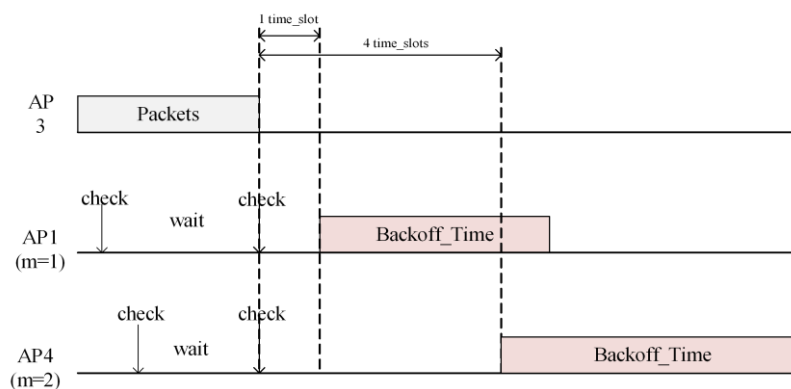 1 time_slot
4 time_slots
AP
3
Packets
check
wait
check
AP1
(m=1)
Backoff_Time
check
wait
check
AP4
(m=2)
Backoff_Time